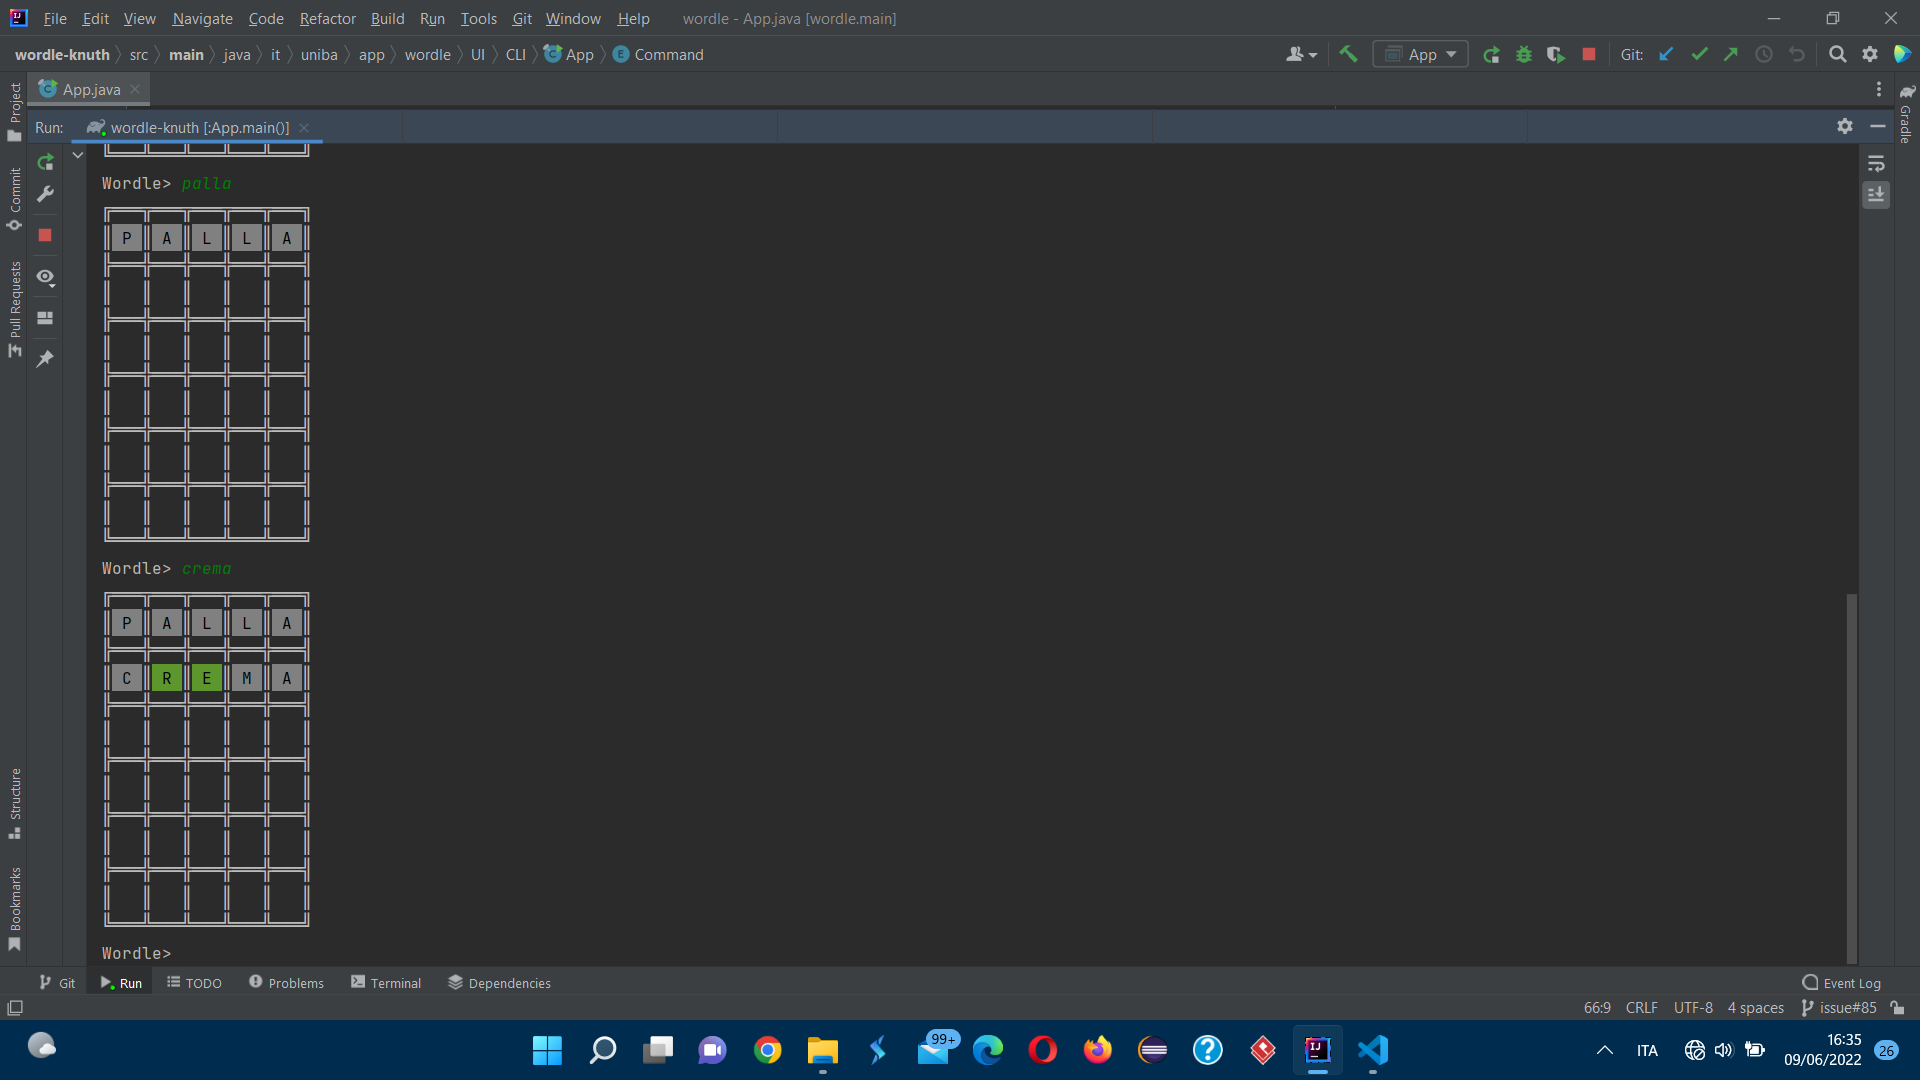 File Edit View Navigate Code Refactor Build Run Tools Git Window Help wordle - App.java [wordle.main]
wordle-knuth src main java it uniba app wordle UI CLI App Command App Git:
App.java
Run: wordle-knuth [:App.main()]
Project
Commit
Pull Requests
Structure
Bookmarks
Gradle
Wordle> palla
P A L L A
Wordle> crema
P A L L A
C R E M A
Wordle>
Git Run TODO Problems Terminal Dependencies Event Log
66:9 CRLF UTF-8 4 spaces issue#85
99+
ITA 16:35
09/06/2022 26